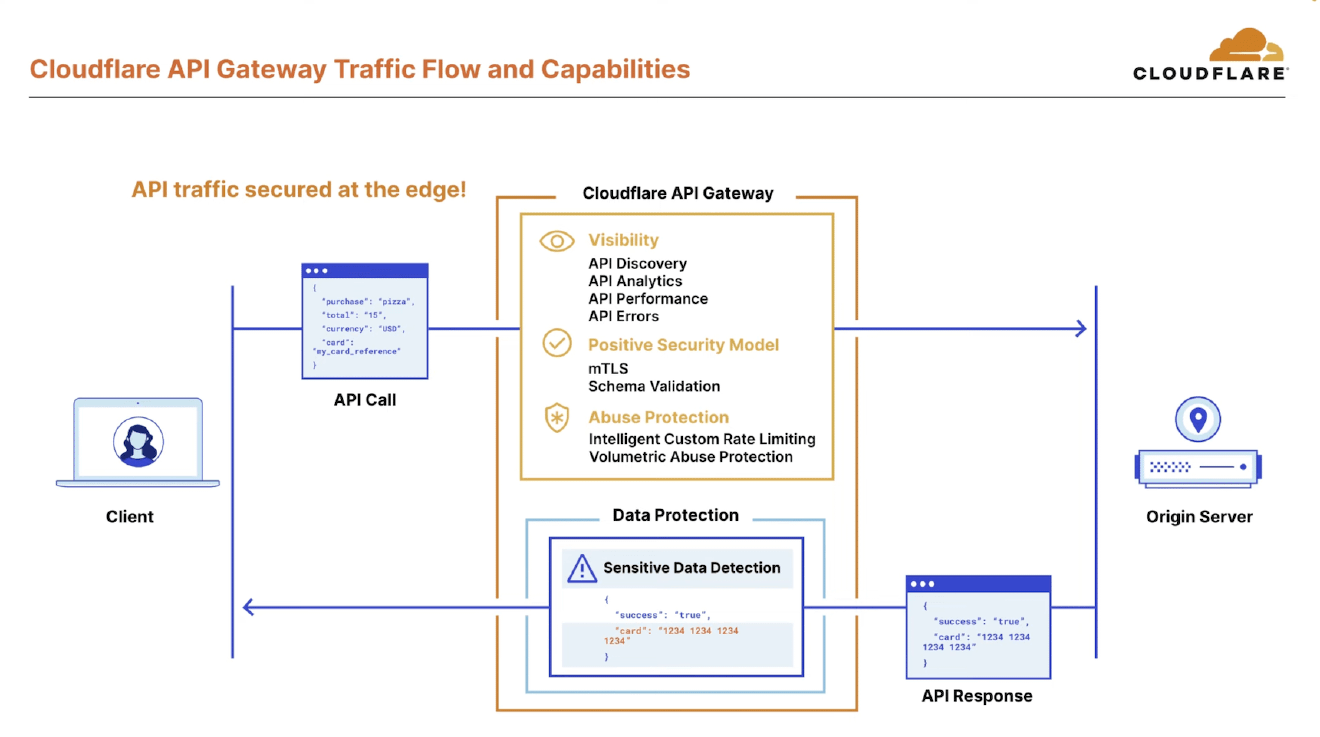 Cloudflare API Gateway Traffic Flow and Capabilities
CLOUDFLARE
API traffic secured at the edge!
Cloudflare API Gateway
Visibility
API Discovery
API Analytics
API Performance
API Errors
Positive Security Model
mTLS
Schema Validation
Abuse Protection
Intelligent Custom Rate Limiting
Volumetric Abuse Protection
{
"purchase": "pizza",
"total": "15",
"currency": "USD",
"card":
"my_card_reference"
}
API Call
Client
Origin Server
Data Protection
Sensitive Data Detection
{
"success": "true",
"card": "1234 1234 1234
1234"
}
{
"success": "true",
"card": "1234 1234
1234 1234"
}
API Response